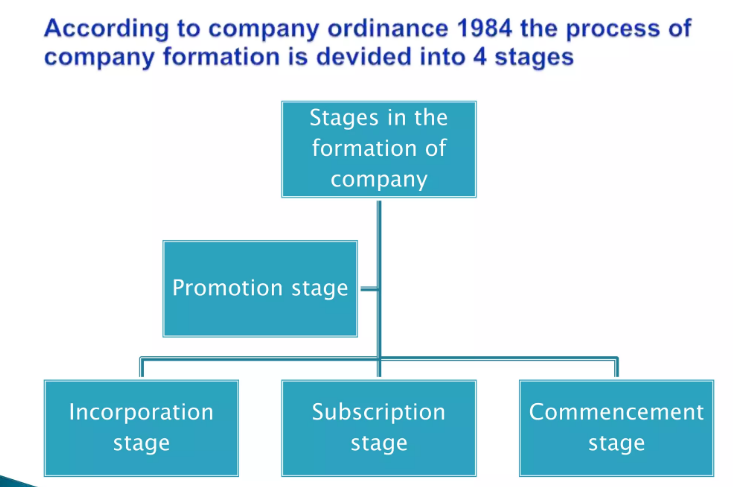 According to company ordinance 1984 the process of
company formation is devided into 4 stages
Stages in the
formation of
company
Promotion stage
Incorporation
stage
Subscription
stage
Commencement
stage